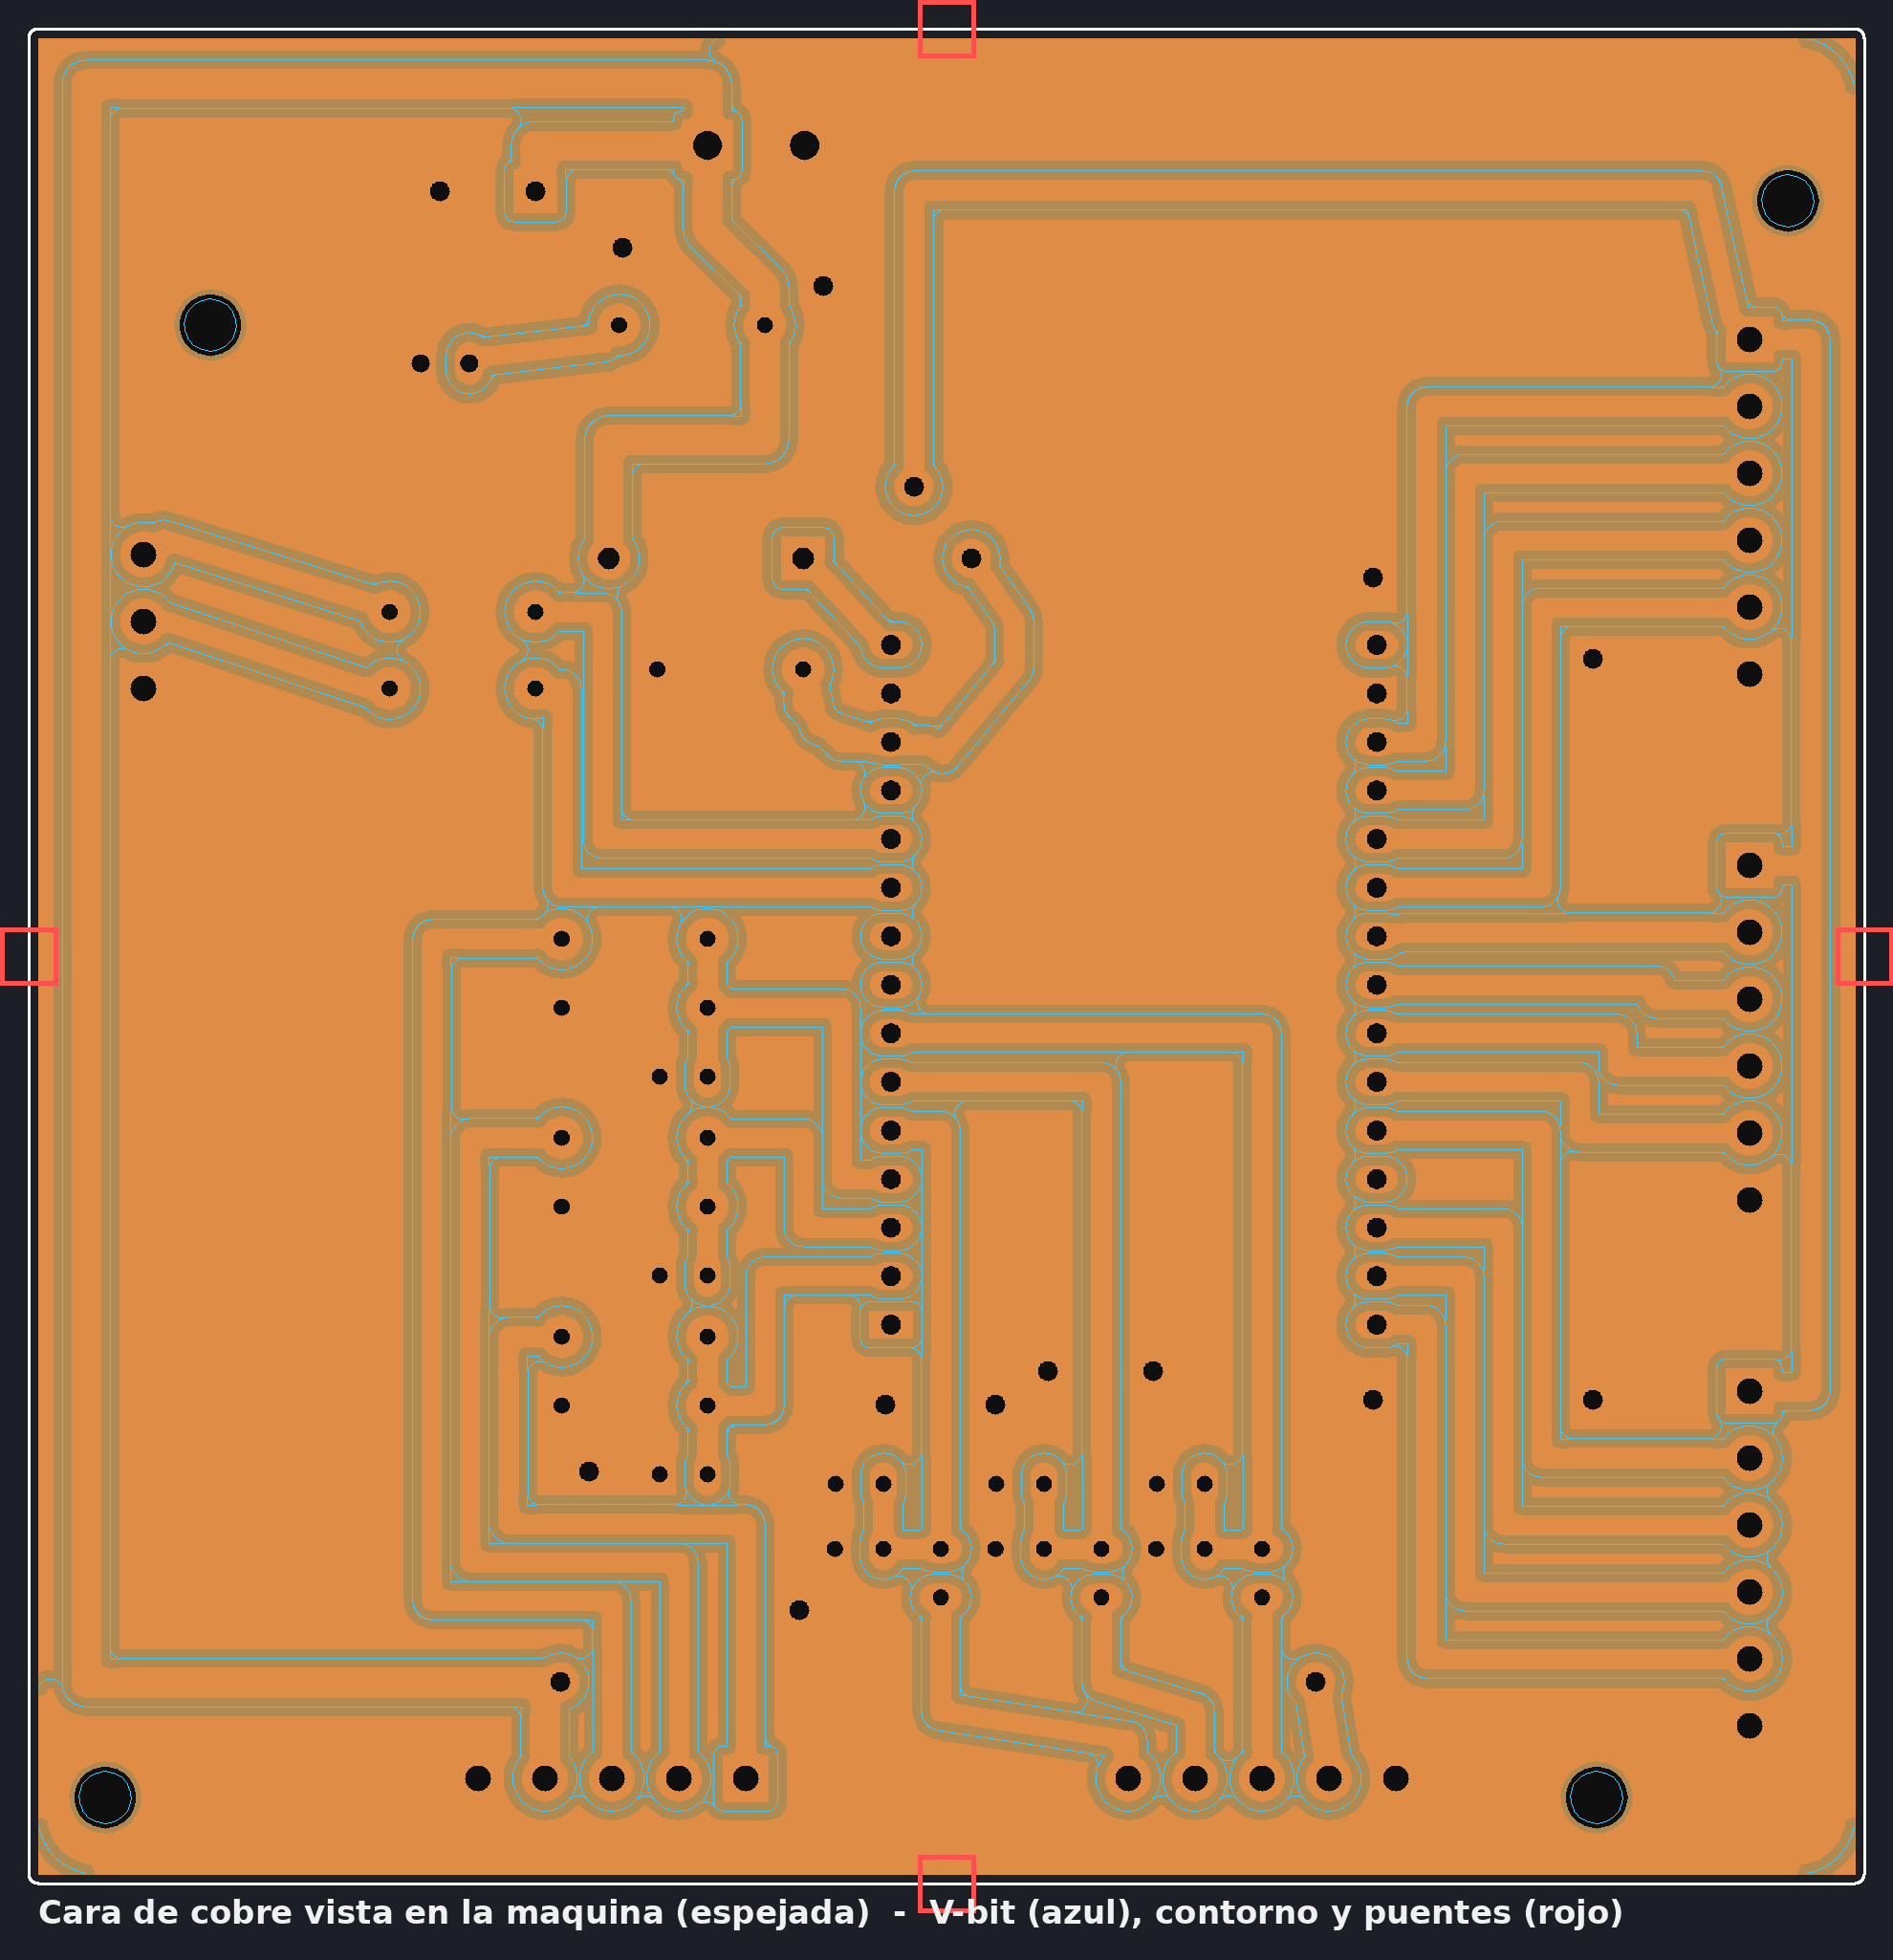 Cara de cobre vista en la maquina (espejada)  -  V-bit (azul), contorno y puentes (rojo)